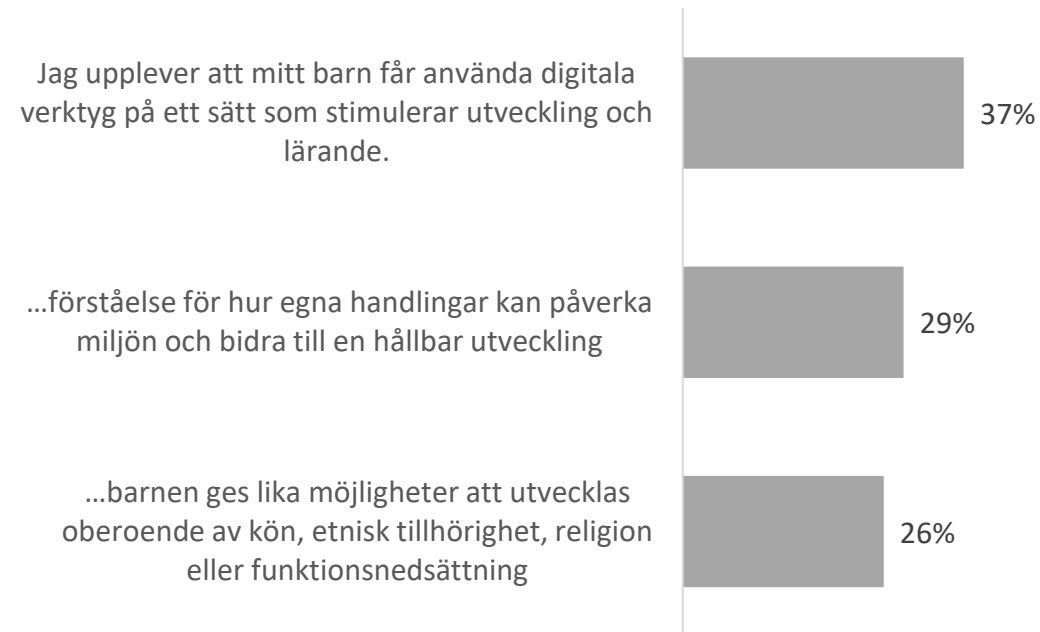 Jag upplever att mitt barn får använda digitala
verktyg på ett sätt som stimulerar utveckling och
lärande.
37%
…förståelse för hur egna handlingar kan påverka
miljön och bidra till en hållbar utveckling
29%
…barnen ges lika möjligheter att utvecklas
oberoende av kön, etnisk tillhörighet, religion
eller funktionsnedsättning
26%